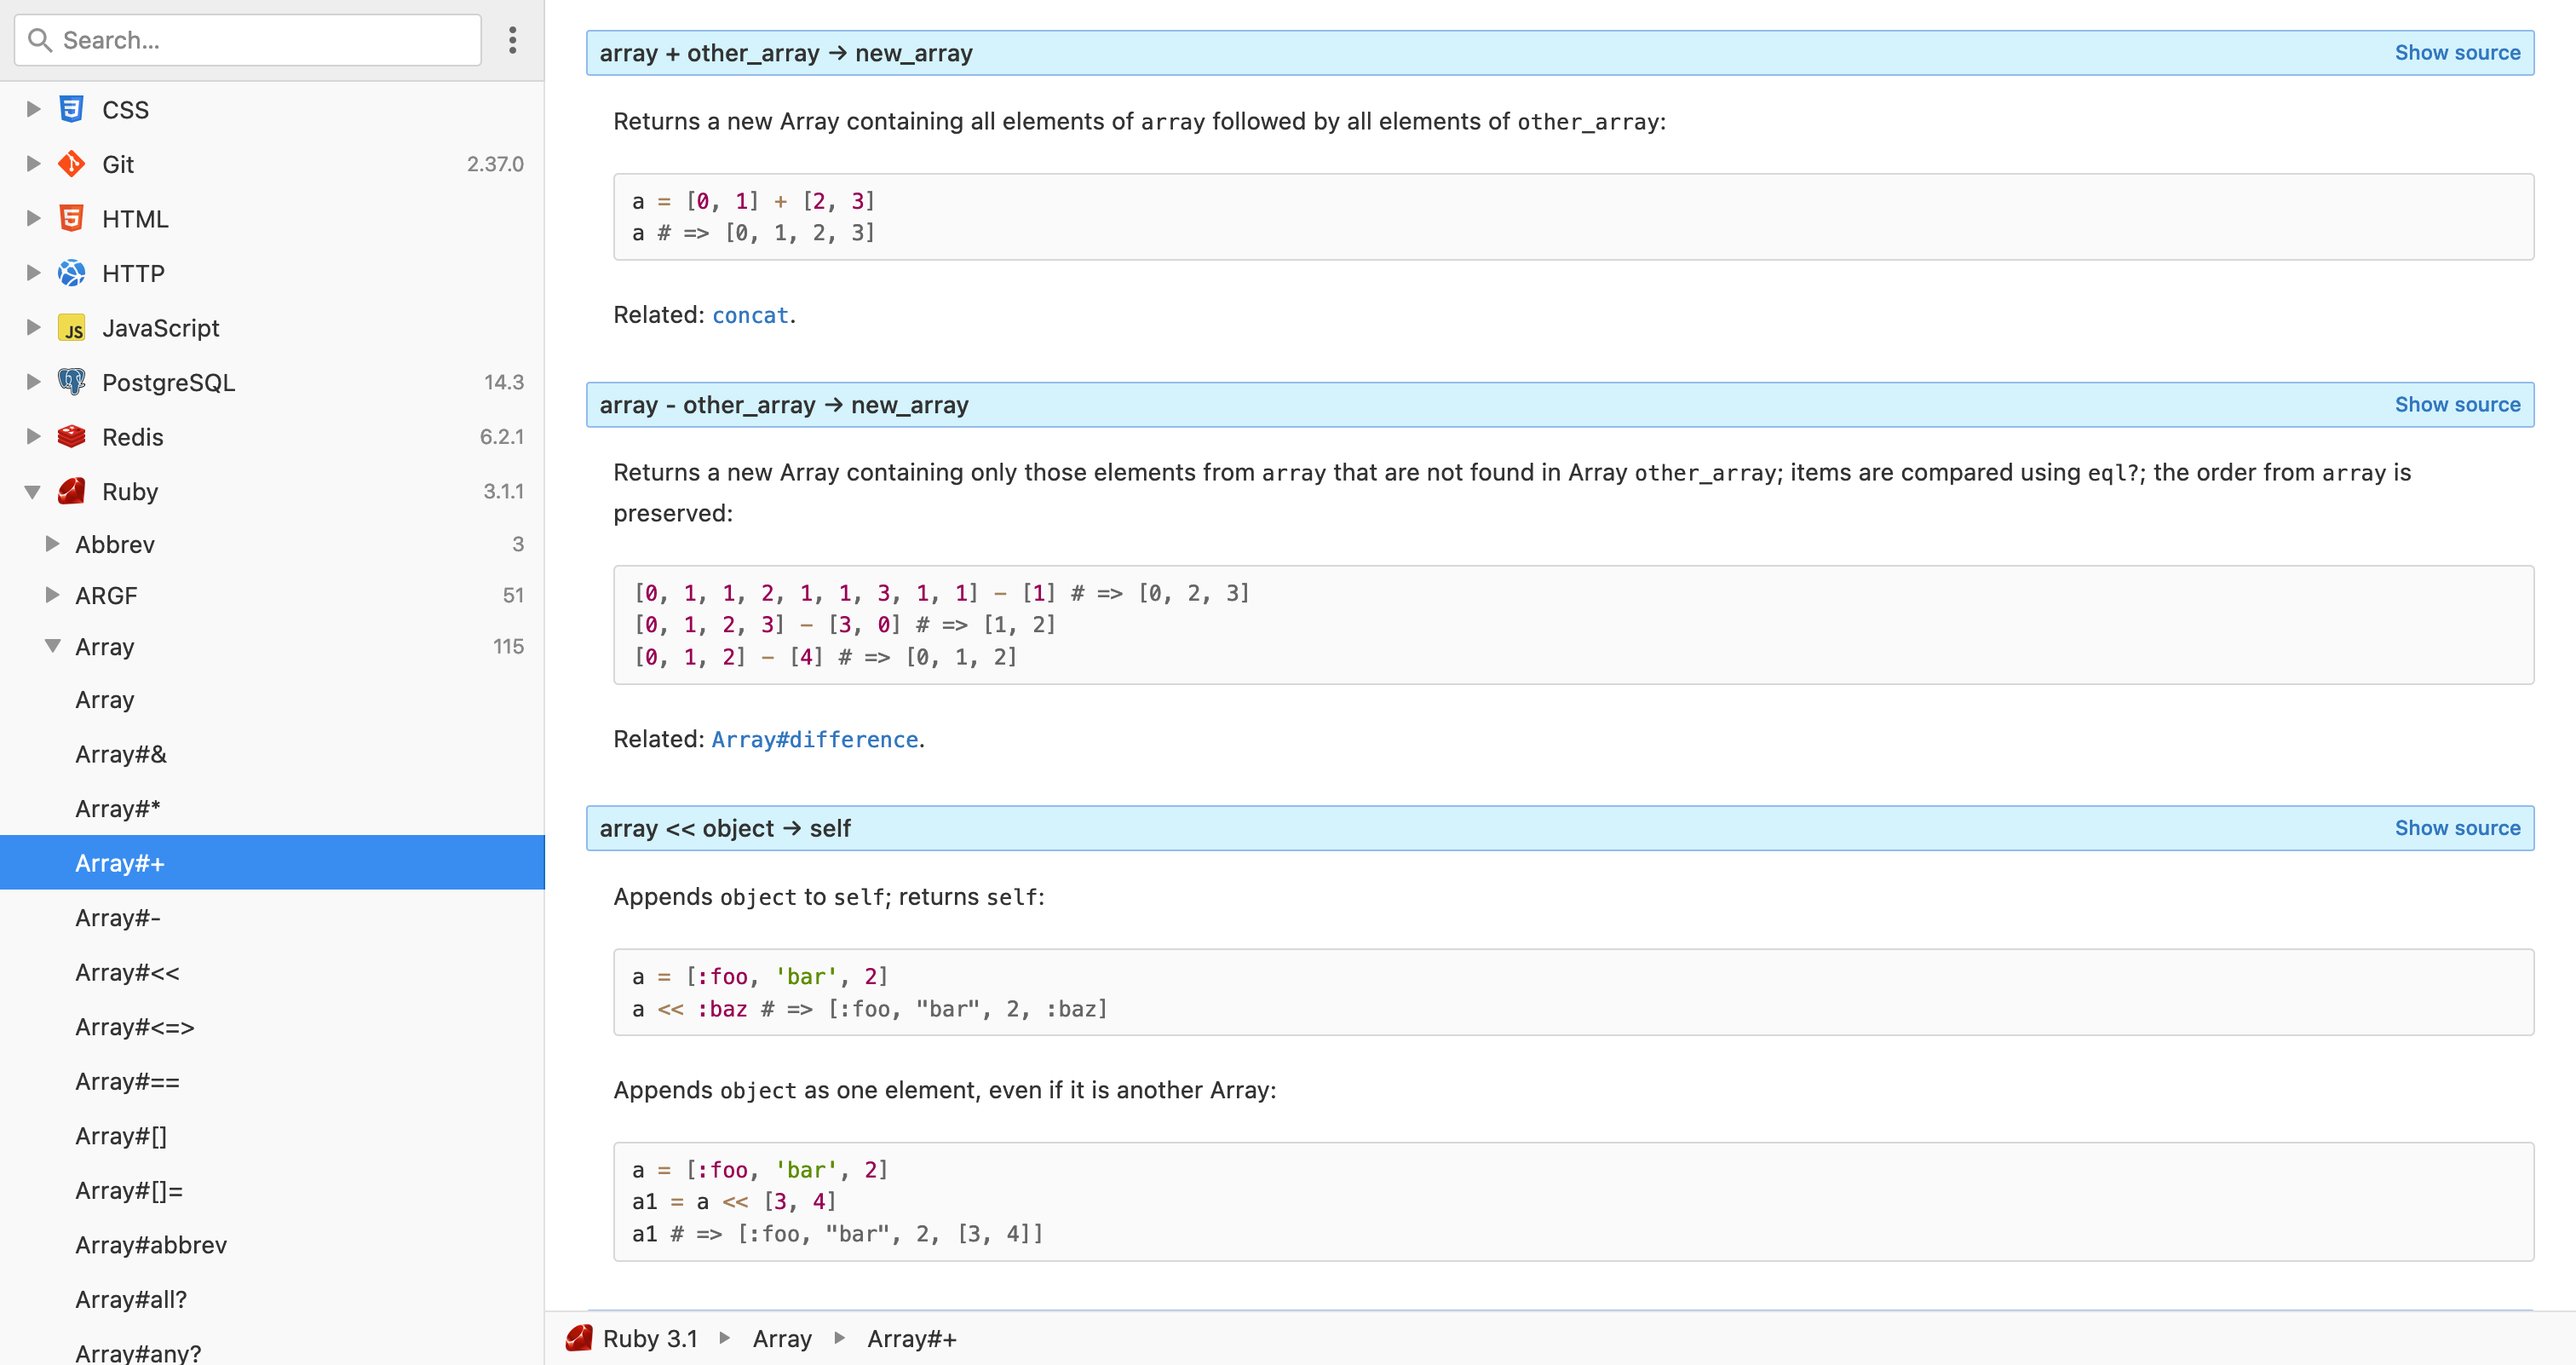 Search...
CSS
Git 2.37.0
HTML
HTTP
JS JavaScript
PostgreSQL 14.3
Redis 6.2.1
Ruby 3.1.1
Abbrev 3
ARGF 51
Array 115
Array
Array#&
Array#*
Array#+
Array#-
Array#<<
Array#<=>
Array#==
Array#[]
Array#[]=
Array#abbrev
Array#all?
Array#any?
array + other_array → new_array Show source
Returns a new Array containing all elements of array followed by all elements of other_array:
a = [0, 1] + [2, 3]
a # => [0, 1, 2, 3]
Related: concat.
array - other_array → new_array Show source
Returns a new Array containing only those elements from array that are not found in Array other_array; items are compared using eql?; the order from array is
preserved:
[0, 1, 1, 2, 1, 1, 3, 1, 1] - [1] # => [0, 2, 3]
[0, 1, 2, 3] - [3, 0] # => [1, 2]
[0, 1, 2] - [4] # => [0, 1, 2]
Related: Array#difference.
array << object → self Show source
Appends object to self; returns self:
a = [:foo, 'bar', 2]
a << :baz # => [:foo, "bar", 2, :baz]
Appends object as one element, even if it is another Array:
a = [:foo, 'bar', 2]
a1 = a << [3, 4]
a1 # => [:foo, "bar", 2, [3, 4]]
Ruby 3.1 Array Array#+